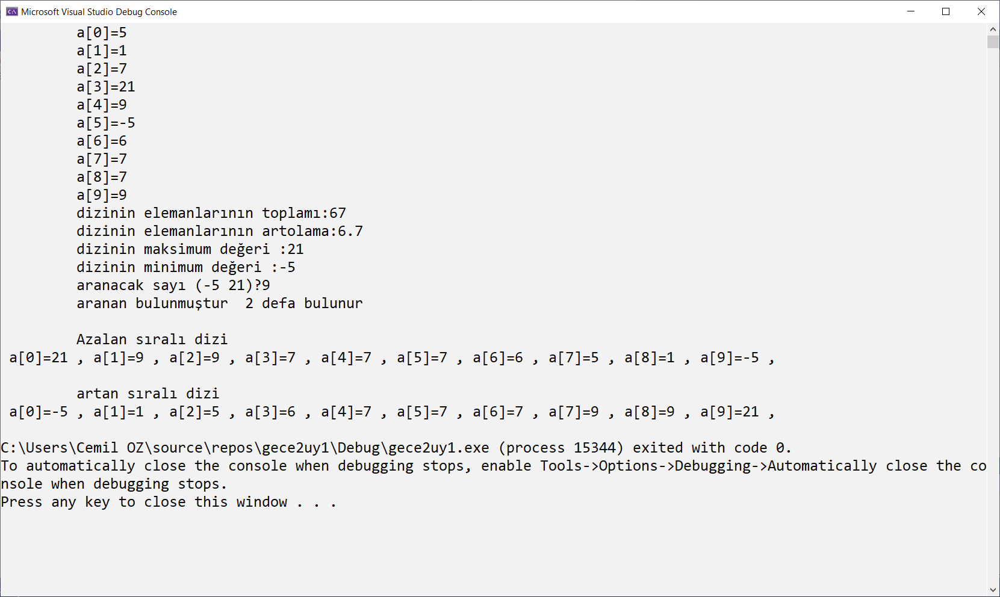 Microsoft Visual Studio Debug Console
a[0]=5
a[1]=1
a[2]=7
a[3]=21
a[4]=9
a[5]=-5
a[6]=6
a[7]=7
a[8]=7
a[9]=9
dizinin elemanlarının toplamı:67
dizinin elemanlarının artolama:6.7
dizinin maksimum değeri :21
dizinin minimum değeri :-5
aranacak sayı (-5 21)?9
aranan bulunmuştur  2 defa bulunur
Azalan sıralı dizi
a[0]=21 , a[1]=9 , a[2]=9 , a[3]=7 , a[4]=7 , a[5]=7 , a[6]=6 , a[7]=5 , a[8]=1 , a[9]=-5 ,
artan sıralı dizi
a[0]=-5 , a[1]=1 , a[2]=5 , a[3]=6 , a[4]=7 , a[5]=7 , a[6]=7 , a[7]=9 , a[8]=9 , a[9]=21 ,
C:\Users\Cemil OZ\source\repos\gece2uy1\Debug\gece2uy1.exe (process 15344) exited with code 0.
To automatically close the console when debugging stops, enable Tools->Options->Debugging->Automatically close the co
nsole when debugging stops.
Press any key to close this window . . .